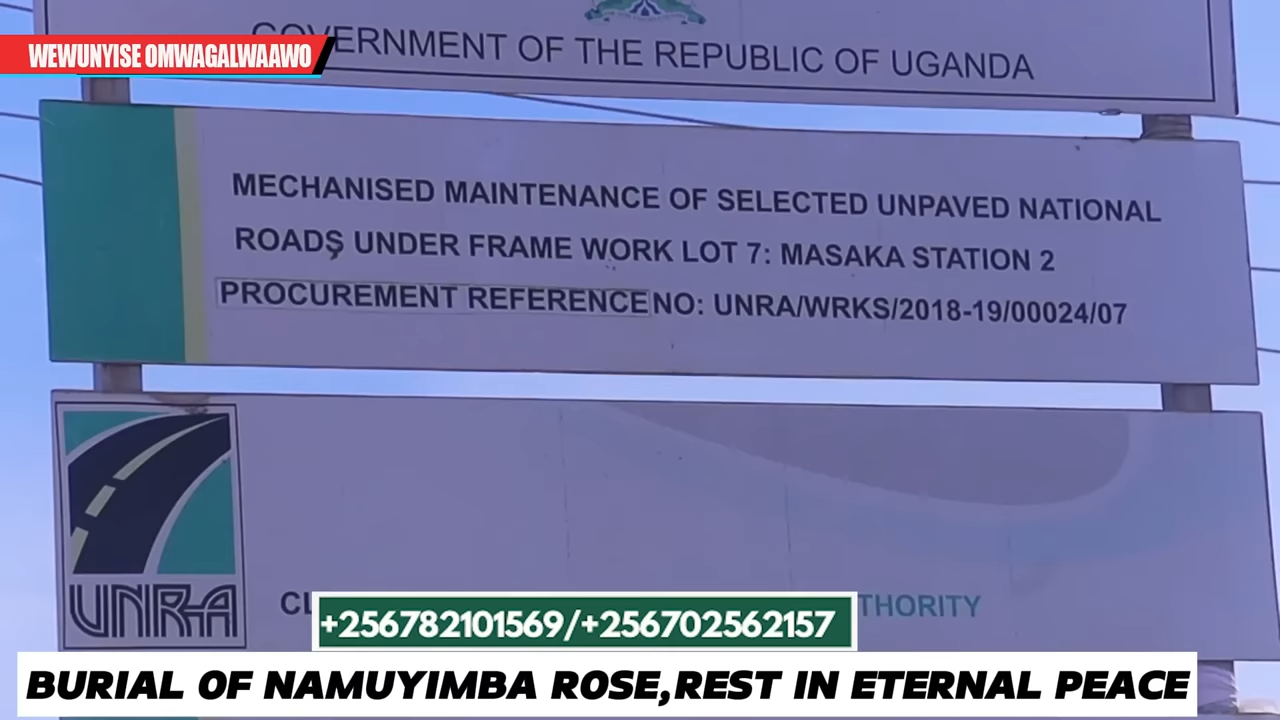 GOVERNMENT OF THE REPUBLIC OF UGANDA
WEWUNYISE OMWAGALWAAWO
MECHANISED MAINTENANCE OF SELECTED UNPAVED NATIONAL
ROADS UNDER FRAME WORK LOT 7: MASAKA STATION 2
PROCUREMENT REFERENCE NO: UNRA/WRKS/2018-19/00024/07
UNRA
+256782101569/+256702562157
BURIAL OF NAMUYIMBA ROSE,REST IN ETERNAL PEACE